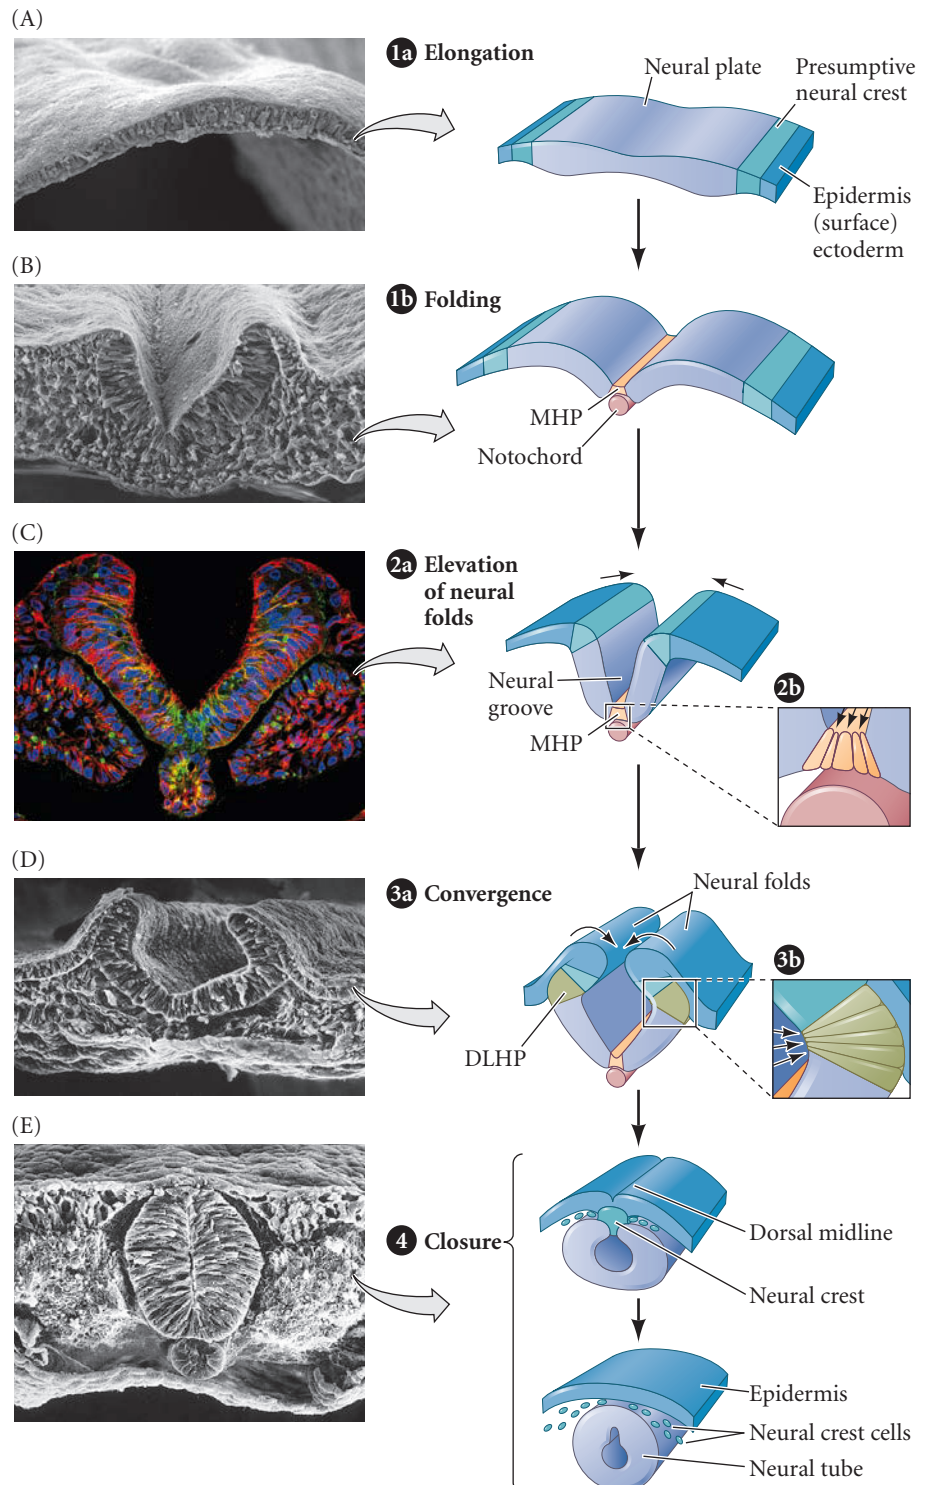 (A)
1a Elongation
Neural plate
Presumptive
neural crest
Epidermis
(surface)
ectoderm
(B)
1b Folding
MHP
Notochord
(C)
2a Elevation
of neural
folds
Neural
groove
MHP
2b
(D)
3a Convergence
Neural folds
3b
DLHP
(E)
4 Closure
Dorsal midline
Neural crest
Epidermis
Neural crest cells
Neural tube